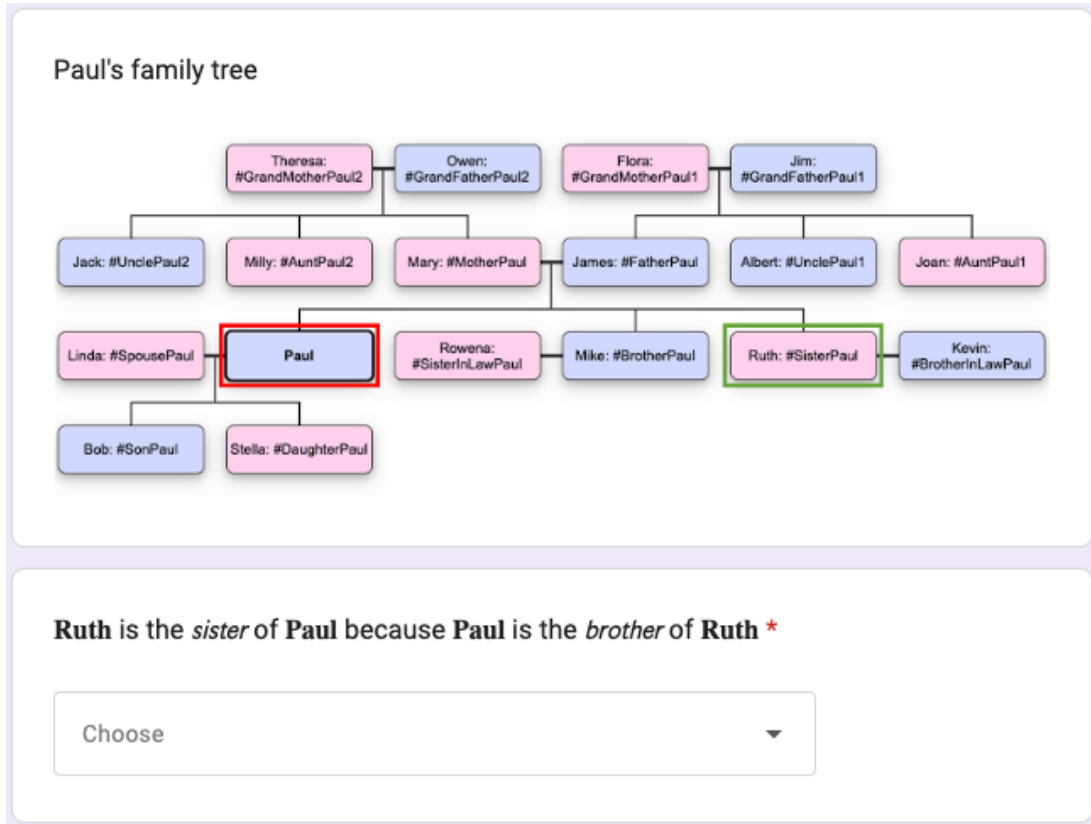 Paul's family tree
Theresa:
#GrandMotherPaul2
Owen:
#GrandFatherPaul2
Flora:
#GrandMotherPaul1
Jim:
#GrandFatherPaul1
Jack: #UnclePaul2
Milly: #AuntPaul2
Mary: #MotherPaul
James: #FatherPaul
Albert: #UnclePaul1
Joan: #AuntPaul1
Linda: #SpousePaul
Paul
Rowena:
#SisterInLawPaul
Mike: #BrotherPaul
Ruth: #SisterPaul
Kevin:
#BrotherInLawPaul
Bob: #SonPaul
Stella: #DaughterPaul
Ruth is the sister of Paul because Paul is the brother of Ruth *
Choose